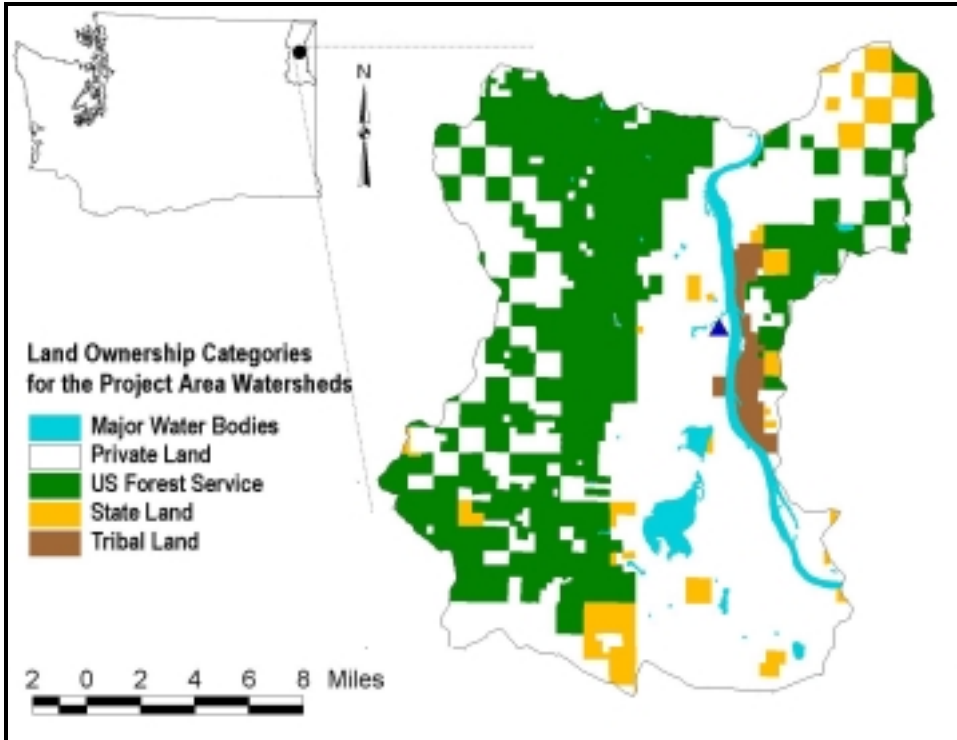 N
Land Ownership Categories
for the Project Area Watersheds
Major Water Bodies
Private Land
US Forest Service
State Land
Tribal Land
2 0 2 4 6 8 Miles